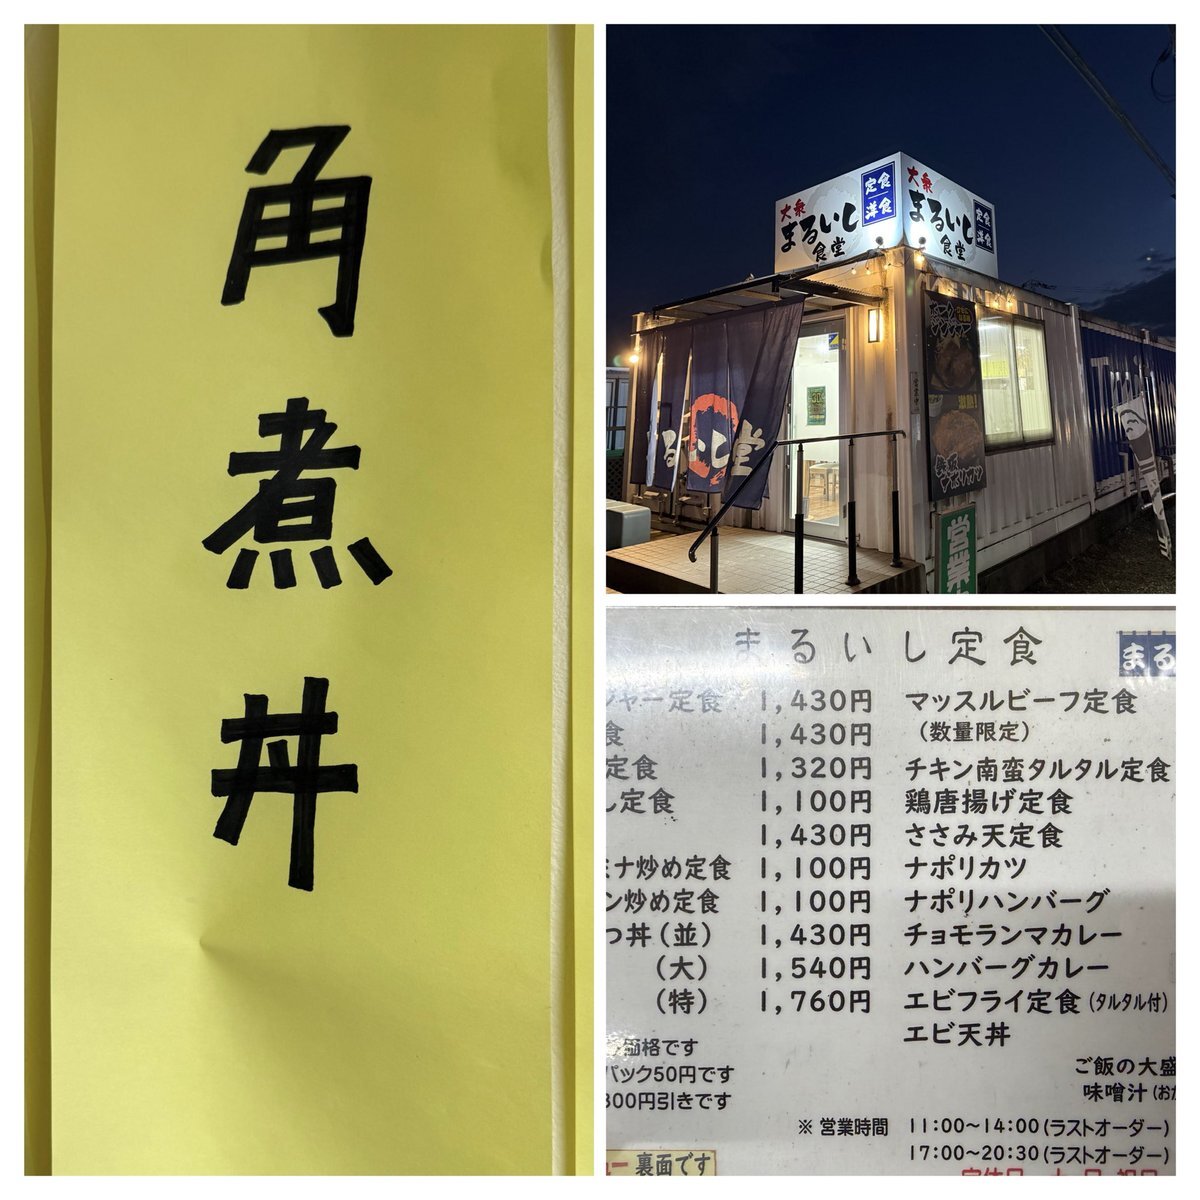 角煮丼
大衆
まるいし
食堂
定食
洋食
大衆
まるいし
食堂
定食
洋食
るいし堂
営業
まるいし定食
まる
ャー定食 1,430円 マッスルビーフ定食
食 1,430円 (数量限定)
定食 1,320円 チキン南蛮タルタル定食
し定食 1,100円 鶏唐揚げ定食
1,430円 ささみ天定食
ミナ炒め定食 1,100円 ナポリカツ
ン炒め定食 1,100円 ナポリハンバーグ
つ丼(並) 1,430円 チョモランマカレー
(大) 1,540円 ハンバーグカレー
(特) 1,760円 エビフライ定食(タルタル付)
エビ天丼
価格です
パック50円です
300円引きです
ご飯の大盛
味噌汁(おか
※営業時間 11:00~14:00(ラストオーダー)
17:00~20:30(ラストオーダー)
ー裏面です